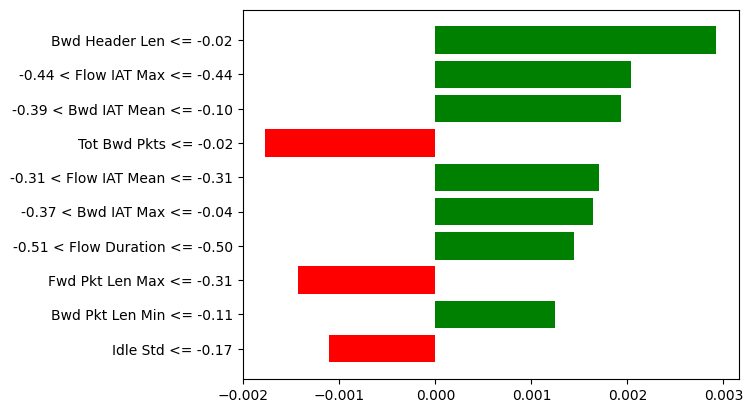 Bwd Header Len <= -0.02
-0.44 < Flow IAT Max <= -0.44
-0.39 < Bwd IAT Mean <= -0.10
Tot Bwd Pkts <= -0.02
-0.31 < Flow IAT Mean <= -0.31
-0.37 < Bwd IAT Max <= -0.04
-0.51 < Flow Duration <= -0.50
Fwd Pkt Len Max <= -0.31
Bwd Pkt Len Min <= -0.11
Idle Std <= -0.17
−0.002 −0.001 0.000 0.001 0.002 0.003